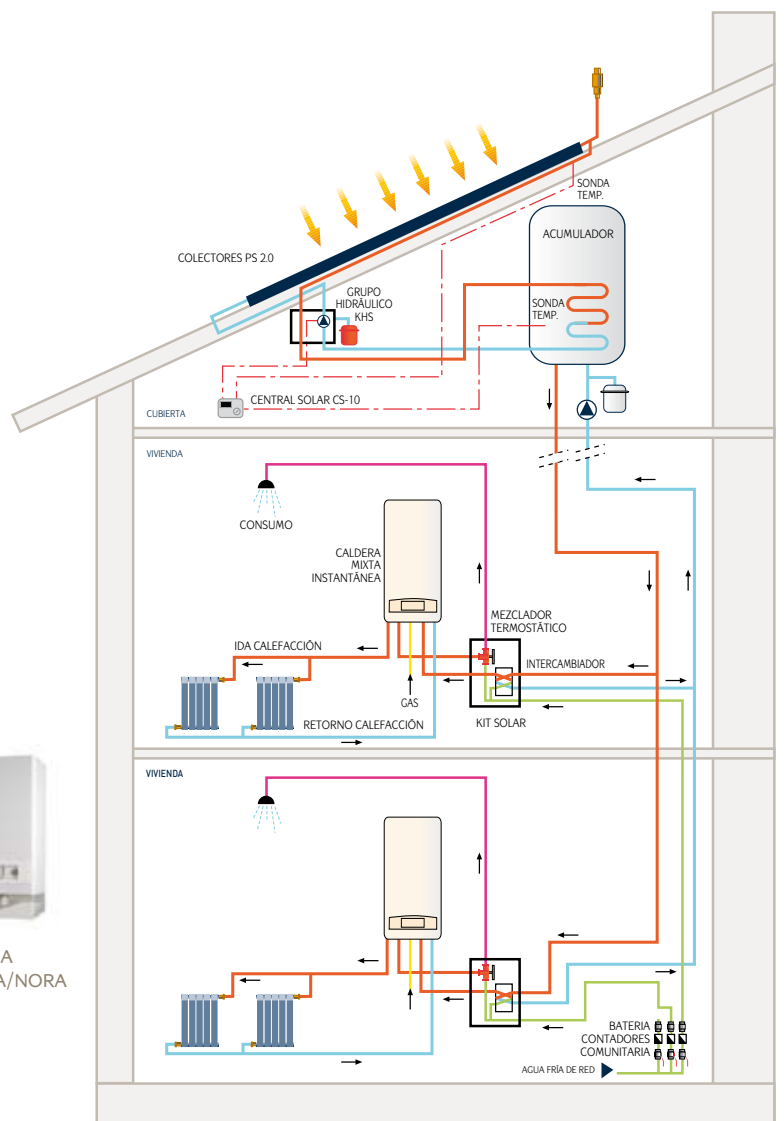 SONDA
TEMP.
ACUMULADOR
COLECTORES PS 2.0
GRUPO
HIDRÁULICO
KHS
SONDA
TEMP.
CENTRAL SOLAR CS-10
CUBIERTA
VIVIENDA
CONSUMO
CALDERA
MIXTA
INSTANTÁNEA
MEZCLADOR
TERMOSTÁTICO
IDA CALEFACCIÓN
INTERCAMBIADOR
GAS
RETORNO CALEFACCIÓN
KIT SOLAR
VIVIENDA
A
A/NORA
BATERIA
CONTADORES
COMUNITARIA
AGUA FRÍA DE RED